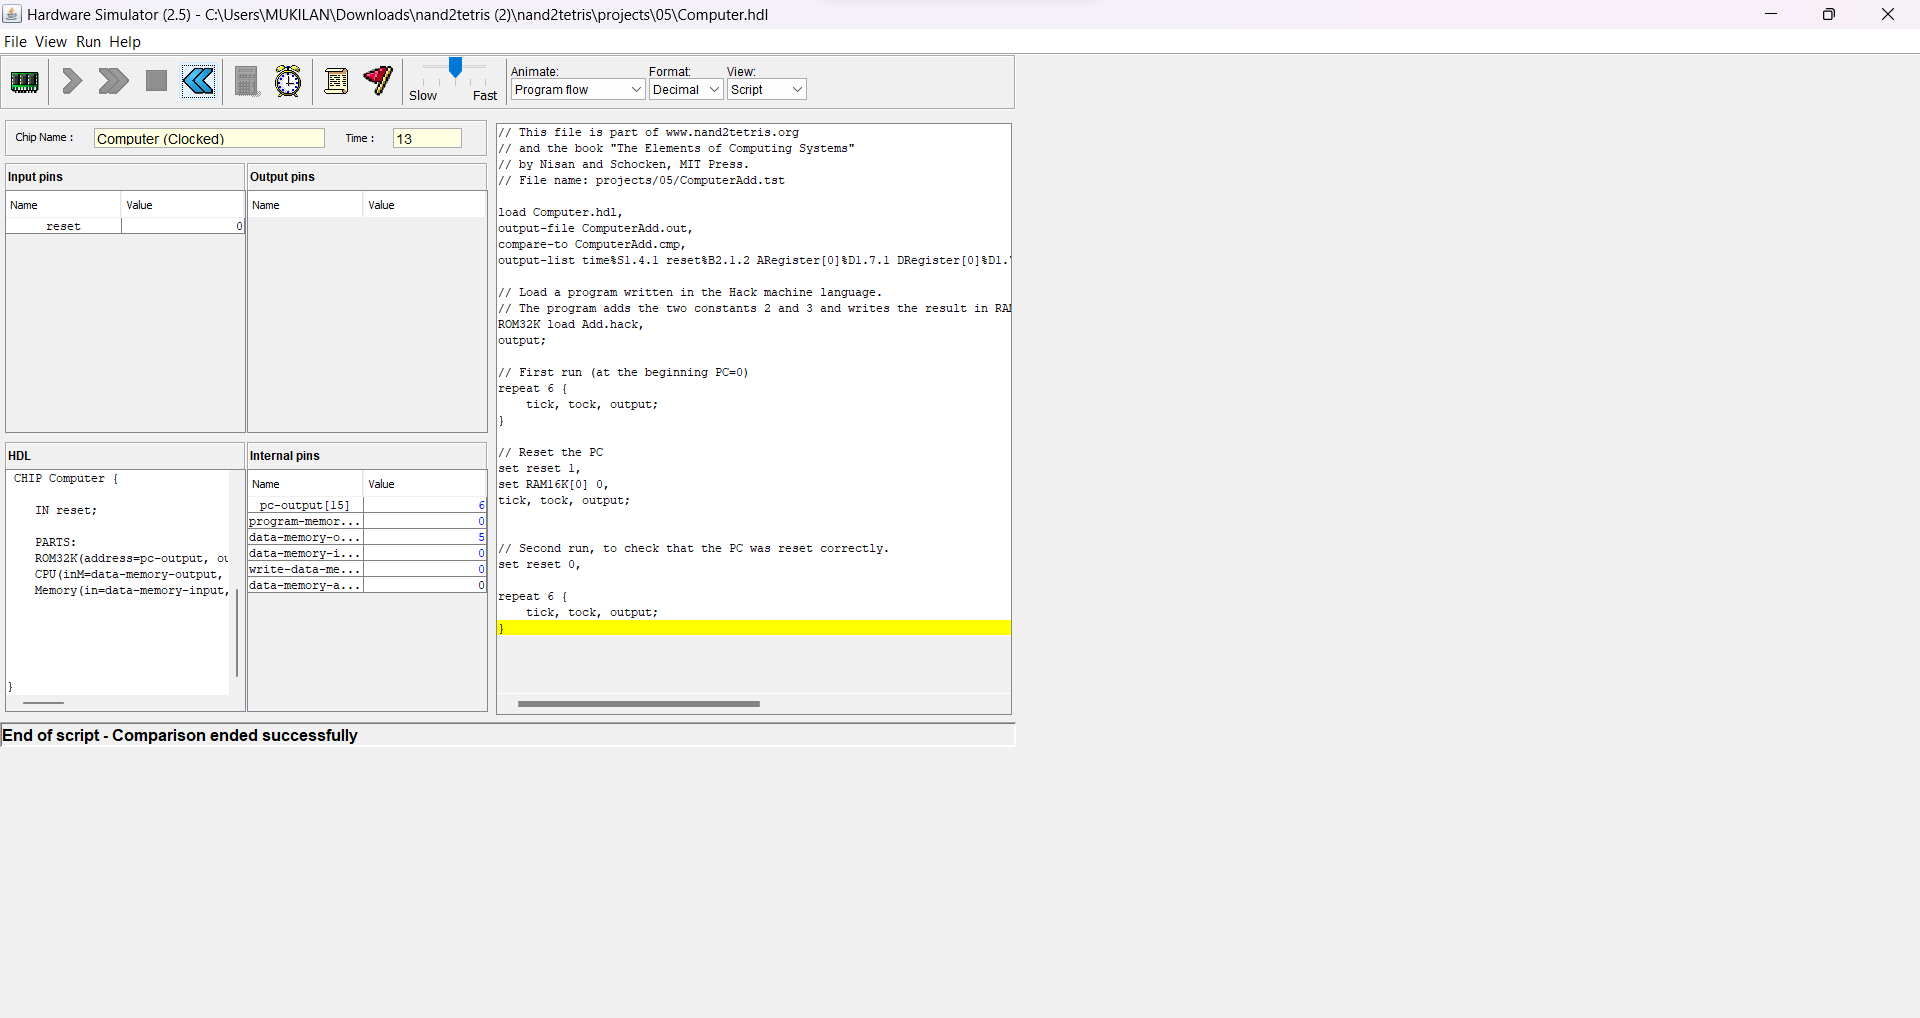 Hardware Simulator (2.5) - C:\Users\MUKILAN\Downloads\nand2tetris (2)\nand2tetris\projects\05\Computer.hdl
File View Run Help
Slow Fast
Animate: Format: View:
Program flow Decimal Script
Chip Name : Computer (Clocked) Time : 13
Input pins
Name Value
reset 0
Output pins
Name Value
HDL
CHIP Computer {
IN reset;
PARTS:
ROM32K(address=pc-output, ou
CPU(inM=data-memory-output,
Memory(in=data-memory-input,
}
Internal pins
Name Value
pc-output[15] 6
program-memor... 0
data-memory-o... 5
data-memory-i... 0
write-data-me... 0
data-memory-a... 0
// This file is part of www.nand2tetris.org
// and the book "The Elements of Computing Systems"
// by Nisan and Schocken, MIT Press.
// File name: projects/05/ComputerAdd.tst
load Computer.hdl,
output-file ComputerAdd.out,
compare-to ComputerAdd.cmp,
output-list time%S1.4.1 reset%B2.1.2 ARegister[0]%D1.7.1 DRegister[0]%D1.
// Load a program written in the Hack machine language.
// The program adds the two constants 2 and 3 and writes the result in RA
ROM32K load Add.hack,
output;
// First run (at the beginning PC=0)
repeat 6 {
tick, tock, output;
}
// Reset the PC
set reset 1,
set RAM16K[0] 0,
tick, tock, output;
// Second run, to check that the PC was reset correctly.
set reset 0,
repeat 6 {
tick, tock, output;
}
End of script - Comparison ended successfully